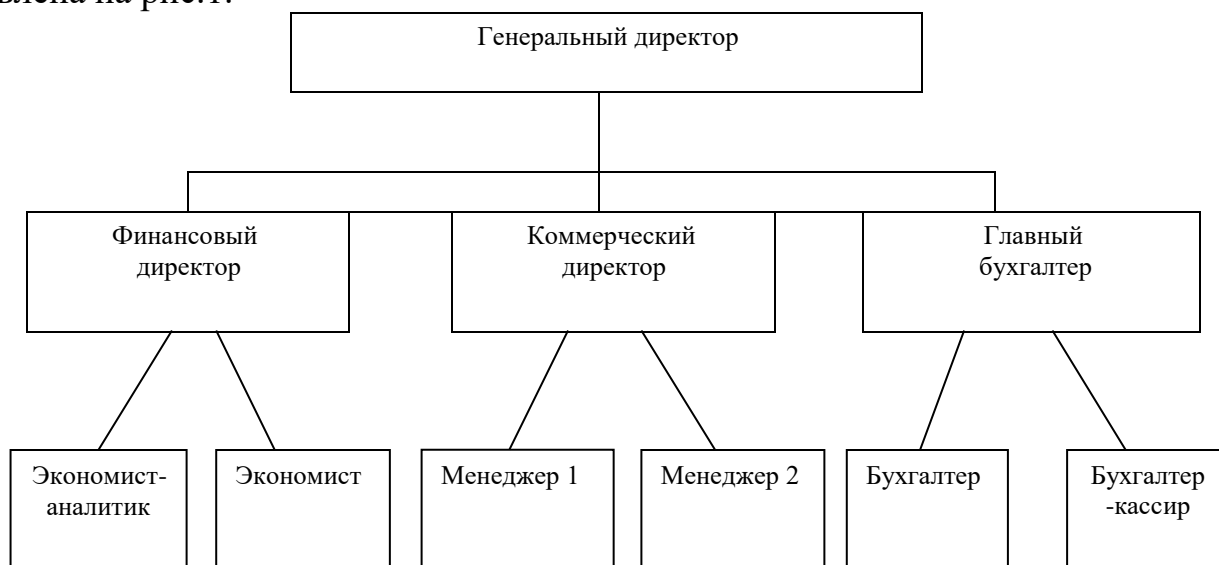 на рис.1.
Генеральный директор
Финансовый
директор
Коммерческий
директор
Главный
бухгалтер
Экономист-
аналитик
Экономист
Менеджер 1
Менеджер 2
Бухгалтер
Бухгалтер
-кассир